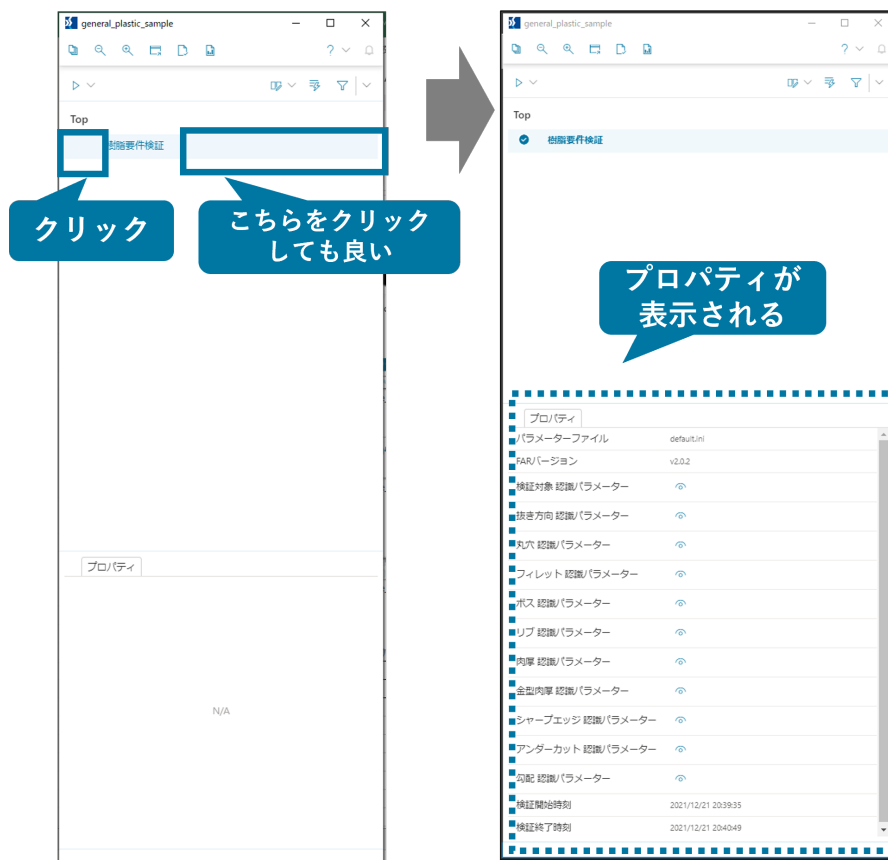 general_plastic_sample
Top
樹脂要件検証
クリック
こちらをクリック
しても良い
プロパティ
N/A
general_plastic_sample
Top
樹脂要件検証
プロパティが
表示される
プロパティ
パラメーターファイル default.ini
FARバージョン v2.0.2
検証対象 認識パラメーター
抜き方向 認識パラメーター
丸穴 認識パラメーター
フィレット 認識パラメーター
ボス 認識パラメーター
リブ 認識パラメーター
肉厚 認識パラメーター
金型肉厚 認識パラメーター
シャープエッジ 認識パラメーター
アンダーカット 認識パラメーター
勾配 認識パラメーター
検証開始時刻 2021/12/21 20:39:35
検証終了時刻 2021/12/21 20:40:49